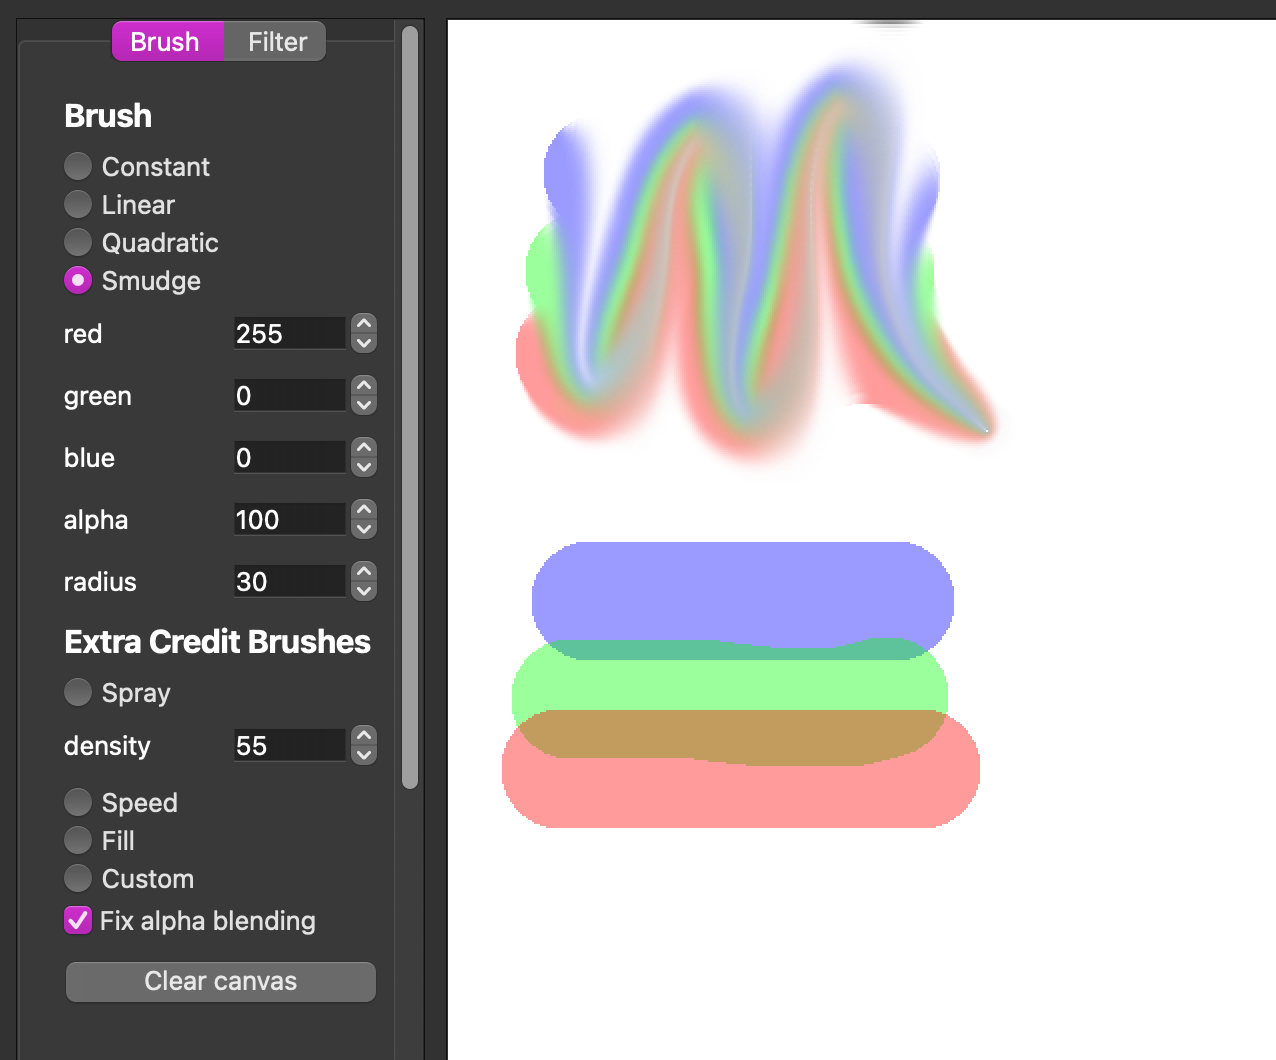 Brush Filter
Brush
Constant
Linear
Quadratic
Smudge
red 255
green 0
blue 0
alpha 100
radius 30
Extra Credit Brushes
Spray
density 55
Speed
Fill
Custom
Fix alpha blending
Clear canvas